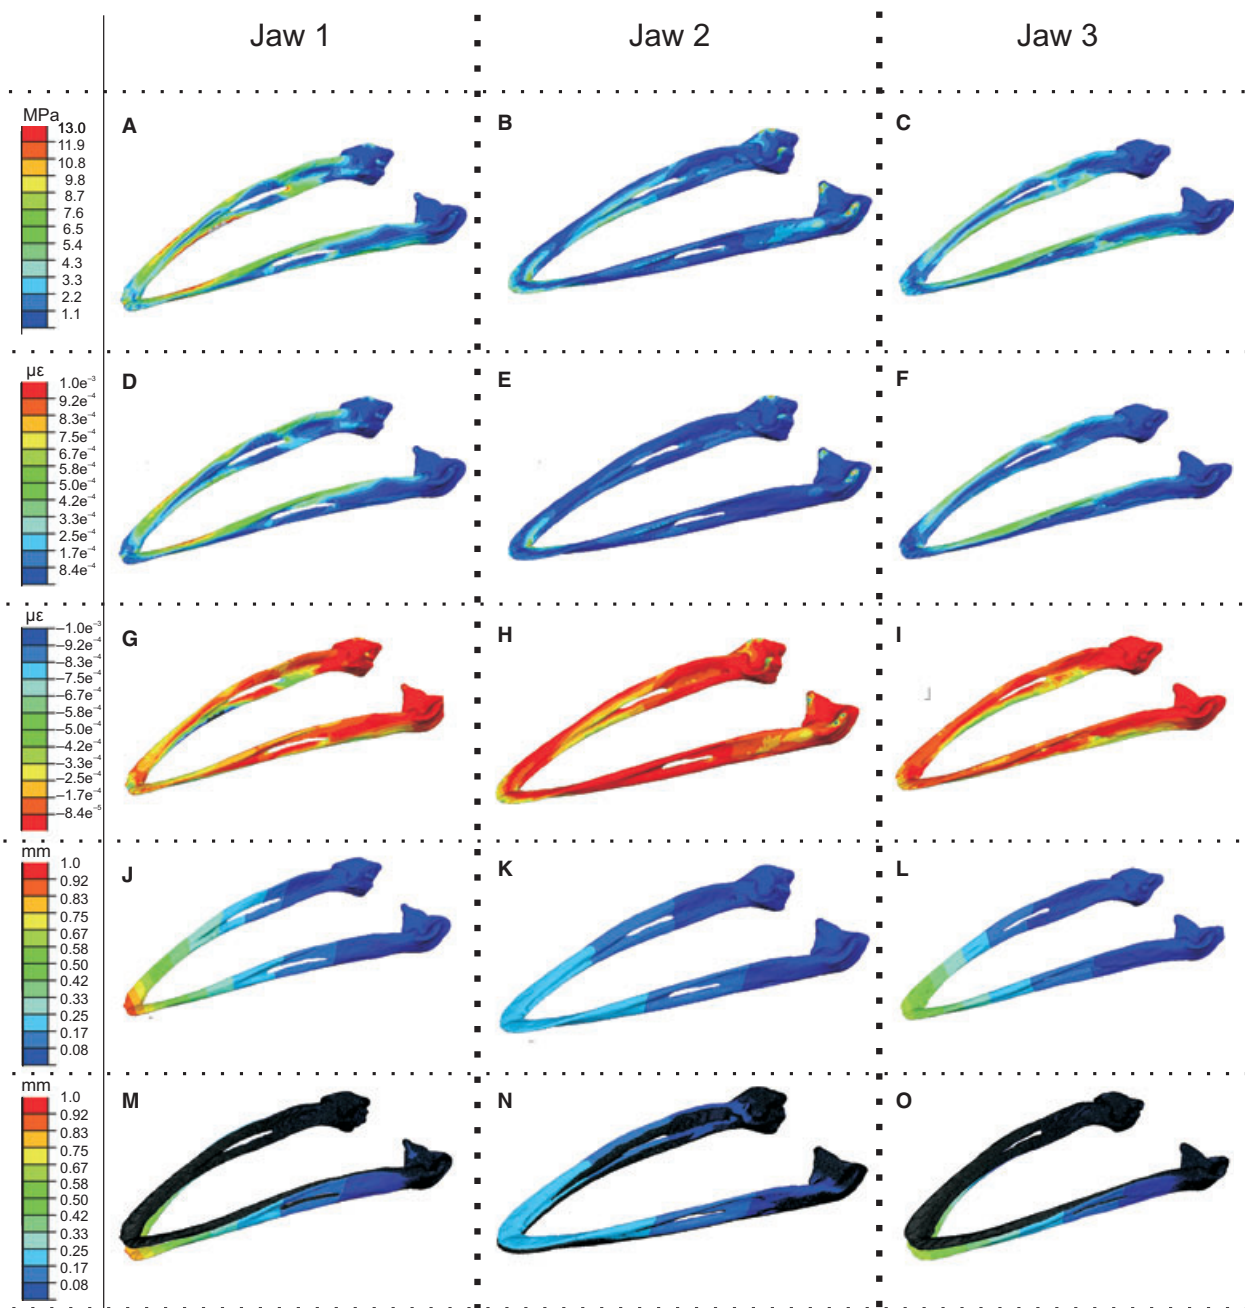 Jaw 1
Jaw 2
Jaw 3
MPa
13.0
11.9
10.8
9.8
8.7
7.6
6.5
5.4
4.3
3.3
2.2
1.1
A
B
C
με
1.0e⁻³
9.2e⁻⁴
8.3e⁻⁴
7.5e⁻⁴
6.7e⁻⁴
5.8e⁻⁴
5.0e⁻⁴
4.2e⁻⁴
3.3e⁻⁴
2.5e⁻⁴
1.7e⁻⁴
8.4e⁻⁴
D
E
F
με
−1.0e⁻³
−9.2e⁻⁴
−8.3e⁻⁴
−7.5e⁻⁴
−6.7e⁻⁴
−5.8e⁻⁴
−5.0e⁻⁴
−4.2e⁻⁴
−3.3e⁻⁴
−2.5e⁻⁴
−1.7e⁻⁴
−8.4e⁻⁵
G
H
I
mm
1.0
0.92
0.83
0.75
0.67
0.58
0.50
0.42
0.33
0.25
0.17
0.08
J
K
L
mm
1.0
0.92
0.83
0.75
0.67
0.58
0.50
0.42
0.33
0.25
0.17
0.08
M
N
O